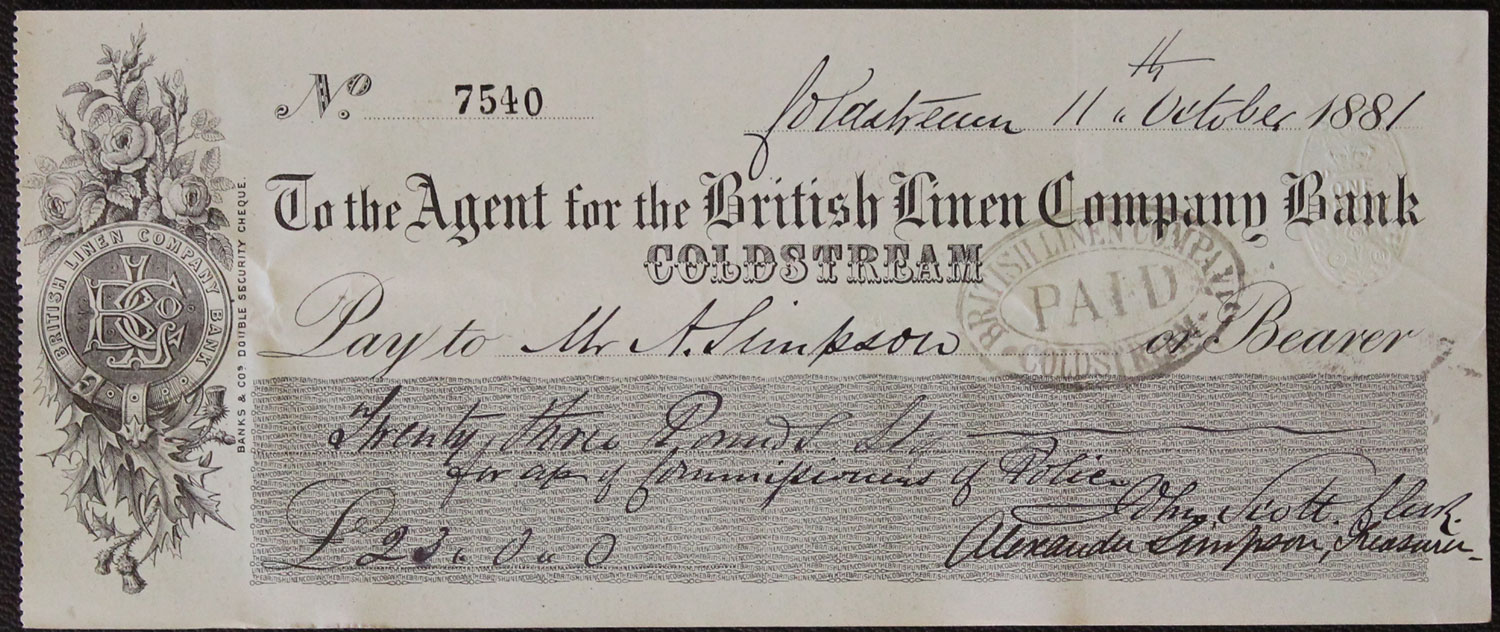 No 7540
Coldstream 11th October 1881
To the Agent for the British Linen Company Bank
COLDSTREAM
Pay to Mr A. Simpson or Bearer
Twenty three Pounds Stg
for a/c of Commissioners of Police
£23.0.0
John Scott, Clerk.
Alexander Simpson, Treasurer
BRITISH LINEN COMPANY BANK
BANKS & COS DOUBLE SECURITY CHEQUE.
BRITISH LINEN COMPANY
PAID
COLDSTREAM
ONE